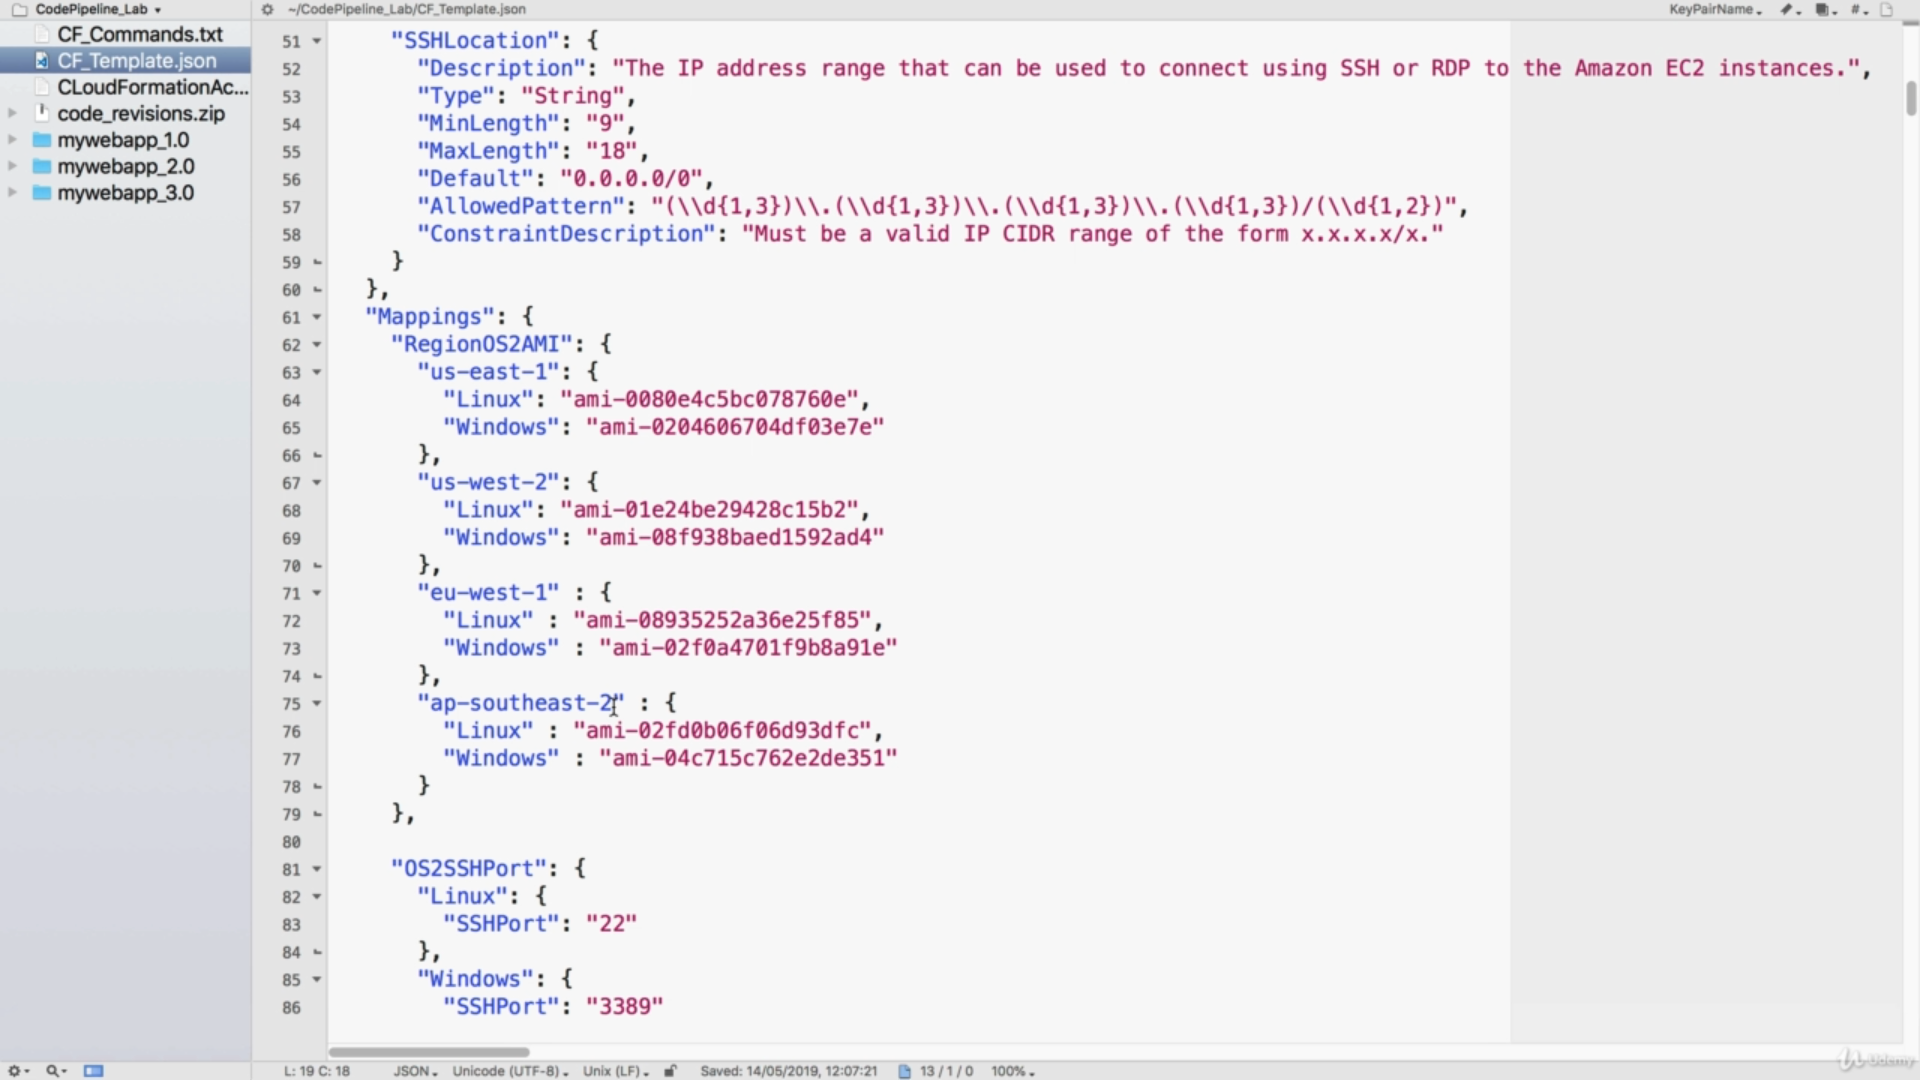 CodePipeline_Lab
~/CodePipeline_Lab/CF_Template.json
KeyPairName
#
CF_Commands.txt
CF_Template.json
CLoudFormationAc...
code_revisions.zip
mywebapp_1.0
mywebapp_2.0
mywebapp_3.0
51 "SSHLocation": {
52 "Description": "The IP address range that can be used to connect using SSH or RDP to the Amazon EC2 instances.",
53 "Type": "String",
54 "MinLength": "9",
55 "MaxLength": "18",
56 "Default": "0.0.0.0/0",
57 "AllowedPattern": "(\\d{1,3})\\.(\\d{1,3})\\.(\\d{1,3})\\.(\\d{1,3})/(\\d{1,2})",
58 "ConstraintDescription": "Must be a valid IP CIDR range of the form x.x.x.x/x."
59 }
60 },
61 "Mappings": {
62 "RegionOS2AMI": {
63 "us-east-1": {
64 "Linux": "ami-0080e4c5bc078760e",
65 "Windows": "ami-0204606704df03e7e"
66 },
67 "us-west-2": {
68 "Linux": "ami-01e24be29428c15b2",
69 "Windows": "ami-08f938baed1592ad4"
70 },
71 "eu-west-1" : {
72 "Linux" : "ami-08935252a36e25f85",
73 "Windows" : "ami-02f0a4701f9b8a91e"
74 },
75 "ap-southeast-2" : {
76 "Linux" : "ami-02fd0b06f06d93dfc",
77 "Windows" : "ami-04c715c762e2de351"
78 }
79 },
80
81 "OS2SSHPort": {
82 "Linux": {
83 "SSHPort": "22"
84 },
85 "Windows": {
86 "SSHPort": "3389"
L: 19 C: 18 JSON Unicode (UTF-8) Unix (LF) Saved: 14/05/2019, 12:07:21 13 / 1 / 0 100%
Udemy